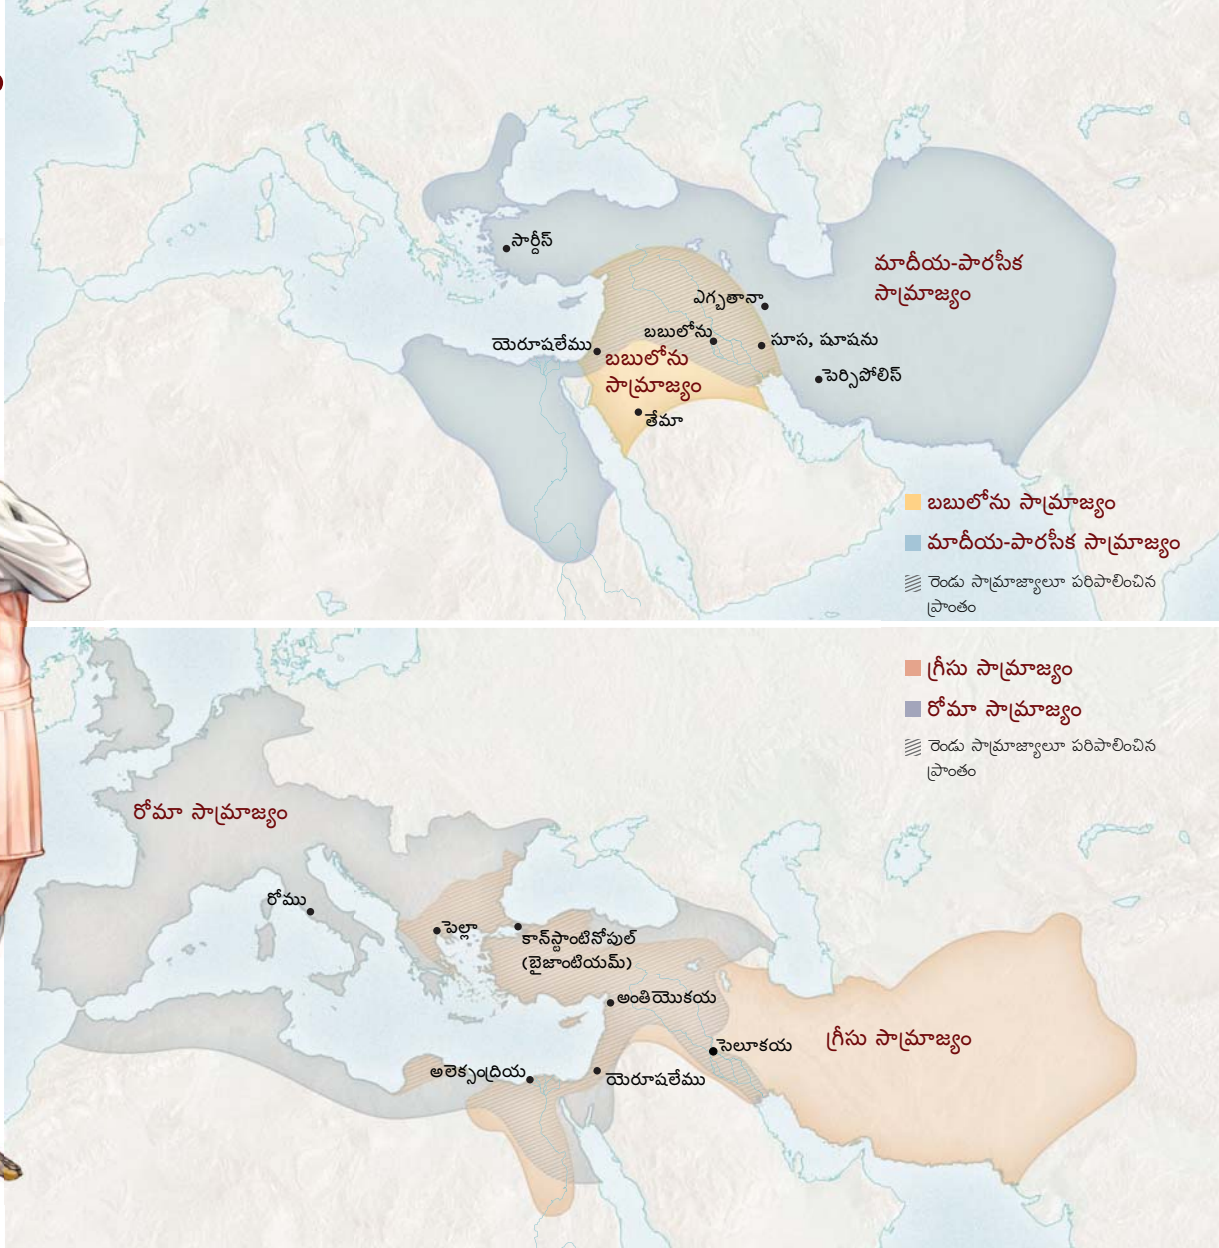 సార్దీస్
మాదీయ-పారసీక
సామ్రాజ్యం
ఎగ్బతానా
బబులోను
సూస, షూషను
యెరూషలేము
బబులోను
సామ్రాజ్యం
పెర్సిపోలిస్
తేమా
బబులోను సామ్రాజ్యం
మాదీయ-పారసీక సామ్రాజ్యం
రెండు సామ్రాజ్యాలూ పరిపాలించిన
ప్రాంతం
గ్రీసు సామ్రాజ్యం
రోమా సామ్రాజ్యం
రెండు సామ్రాజ్యాలూ పరిపాలించిన
ప్రాంతం
రోమా సామ్రాజ్యం
రోము
పెల్లా
కాన్‌స్టాంటినోపుల్
(బైజాంటియమ్)
అంతియొకయ
సెలూకయ
గ్రీసు సామ్రాజ్యం
అలెక్సంద్రియ
యెరూషలేము